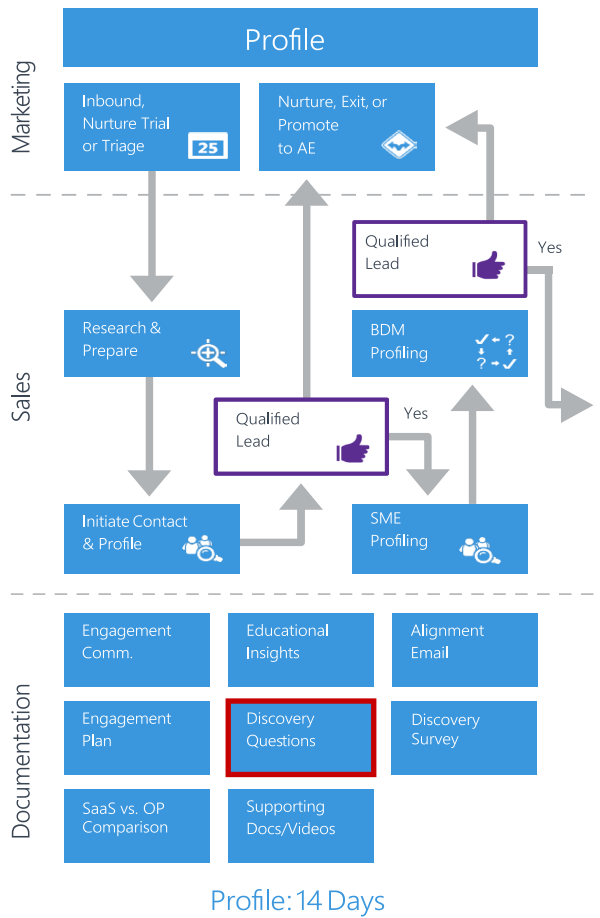 Profile
Marketing
Inbound,
Nurture Trial
or Triage
25
Nurture, Exit, or
Promote
to AE
Sales
Qualified
Lead
Yes
Research &
Prepare
BDM
Profiling
✓ ?
? ✓
Qualified
Lead
Yes
Initiate Contact
& Profile
SME
Profiling
Documentation
Engagement
Comm.
Educational
Insights
Alignment
Email
Engagement
Plan
Discovery
Questions
Discovery
Survey
SaaS vs. OP
Comparison
Supporting
Docs/Videos
Profile: 14 Days